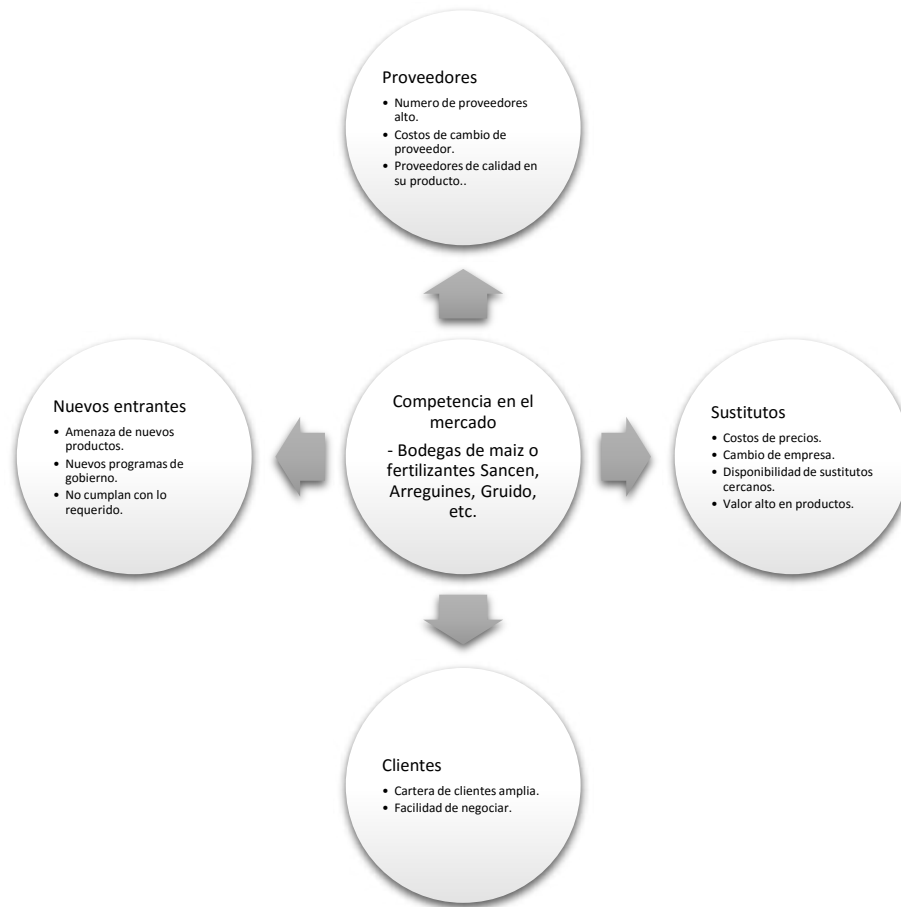 Proveedores
• Numero de proveedores
alto.
• Costos de cambio de
proveedor.
• Proveedores de calidad en
su producto..
Nuevos entrantes
• Amenaza de nuevos
productos.
• Nuevos programas de
gobierno.
• No cumplan con lo
requerido.
Competencia en el
mercado
- Bodegas de maiz o
fertilizantes Sancen,
Arreguines, Gruido,
etc.
Sustitutos
• Costos de precios.
• Cambio de empresa.
• Disponibilidad de sustitutos
cercanos.
• Valor alto en productos.
Clientes
• Cartera de clientes amplia.
• Facilidad de negociar.